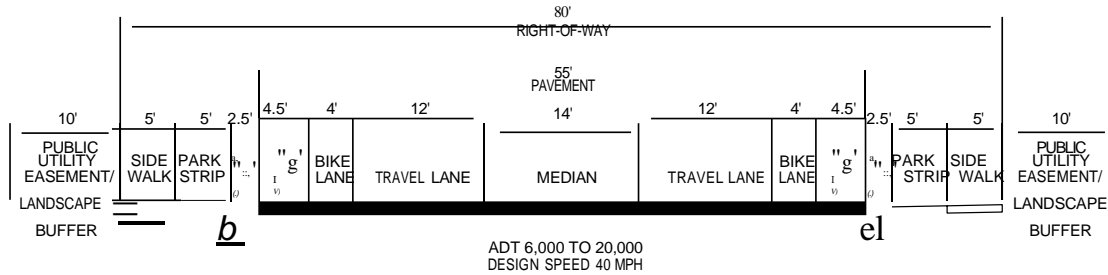 80'
RIGHT-OF-WAY
55'
PAVEMENT
10' 5' 5' 2.5' 4.5' 4' 12' 14' 12' 4' 4.5' 2.5' 5' 5' 10'
PUBLIC
UTILITY
EASEMENT/
LANDSCAPE
BUFFER
SIDE
WALK
PARK
STRIP
"g'
BIKE
LANE
TRAVEL LANE
MEDIAN
TRAVEL LANE
BIKE
LANE
"g'
PARK
STRIP
SIDE
WALK
PUBLIC
UTILITY
EASEMENT/
LANDSCAPE
BUFFER
b
el
ADT 6,000 TO 20,000
DESIGN SPEED 40 MPH